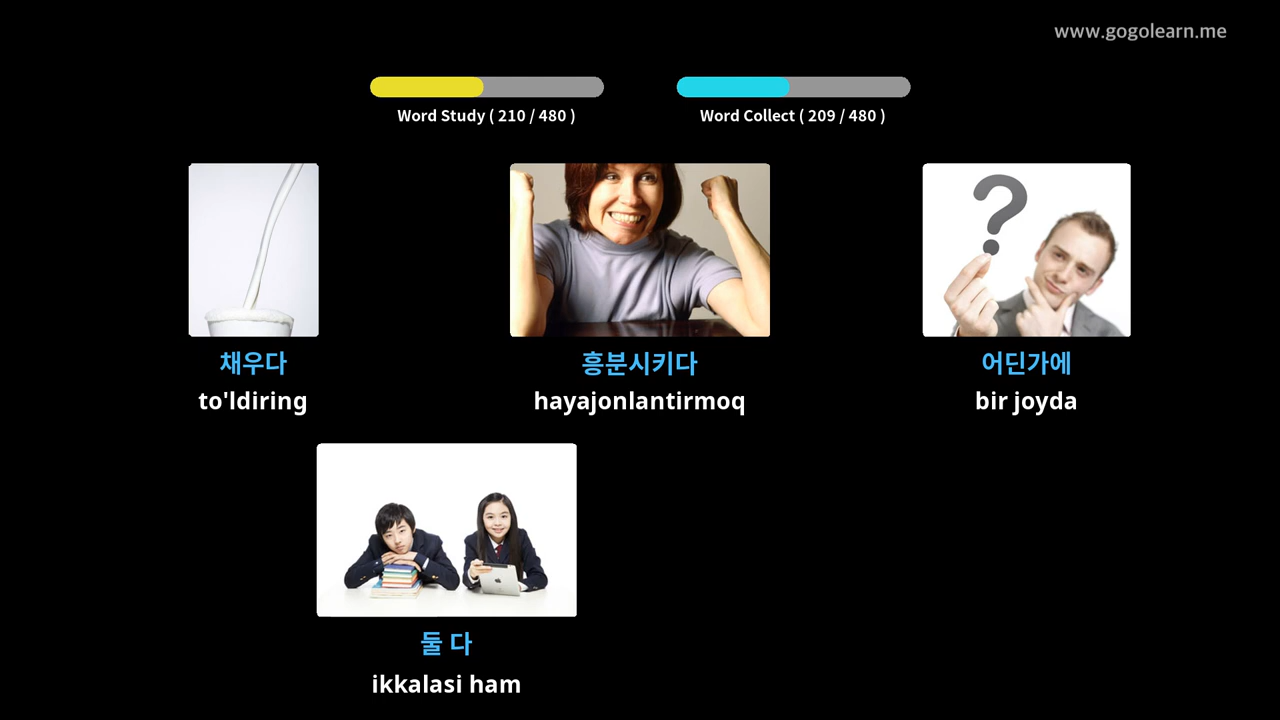 www.gogolearn.me
Word Study ( 210 / 480 )
Word Collect ( 209 / 480 )
채우다
to'ldiring
흥분시키다
hayajonlantirmoq
어딘가에
bir joyda
둘 다
ikkalasi ham